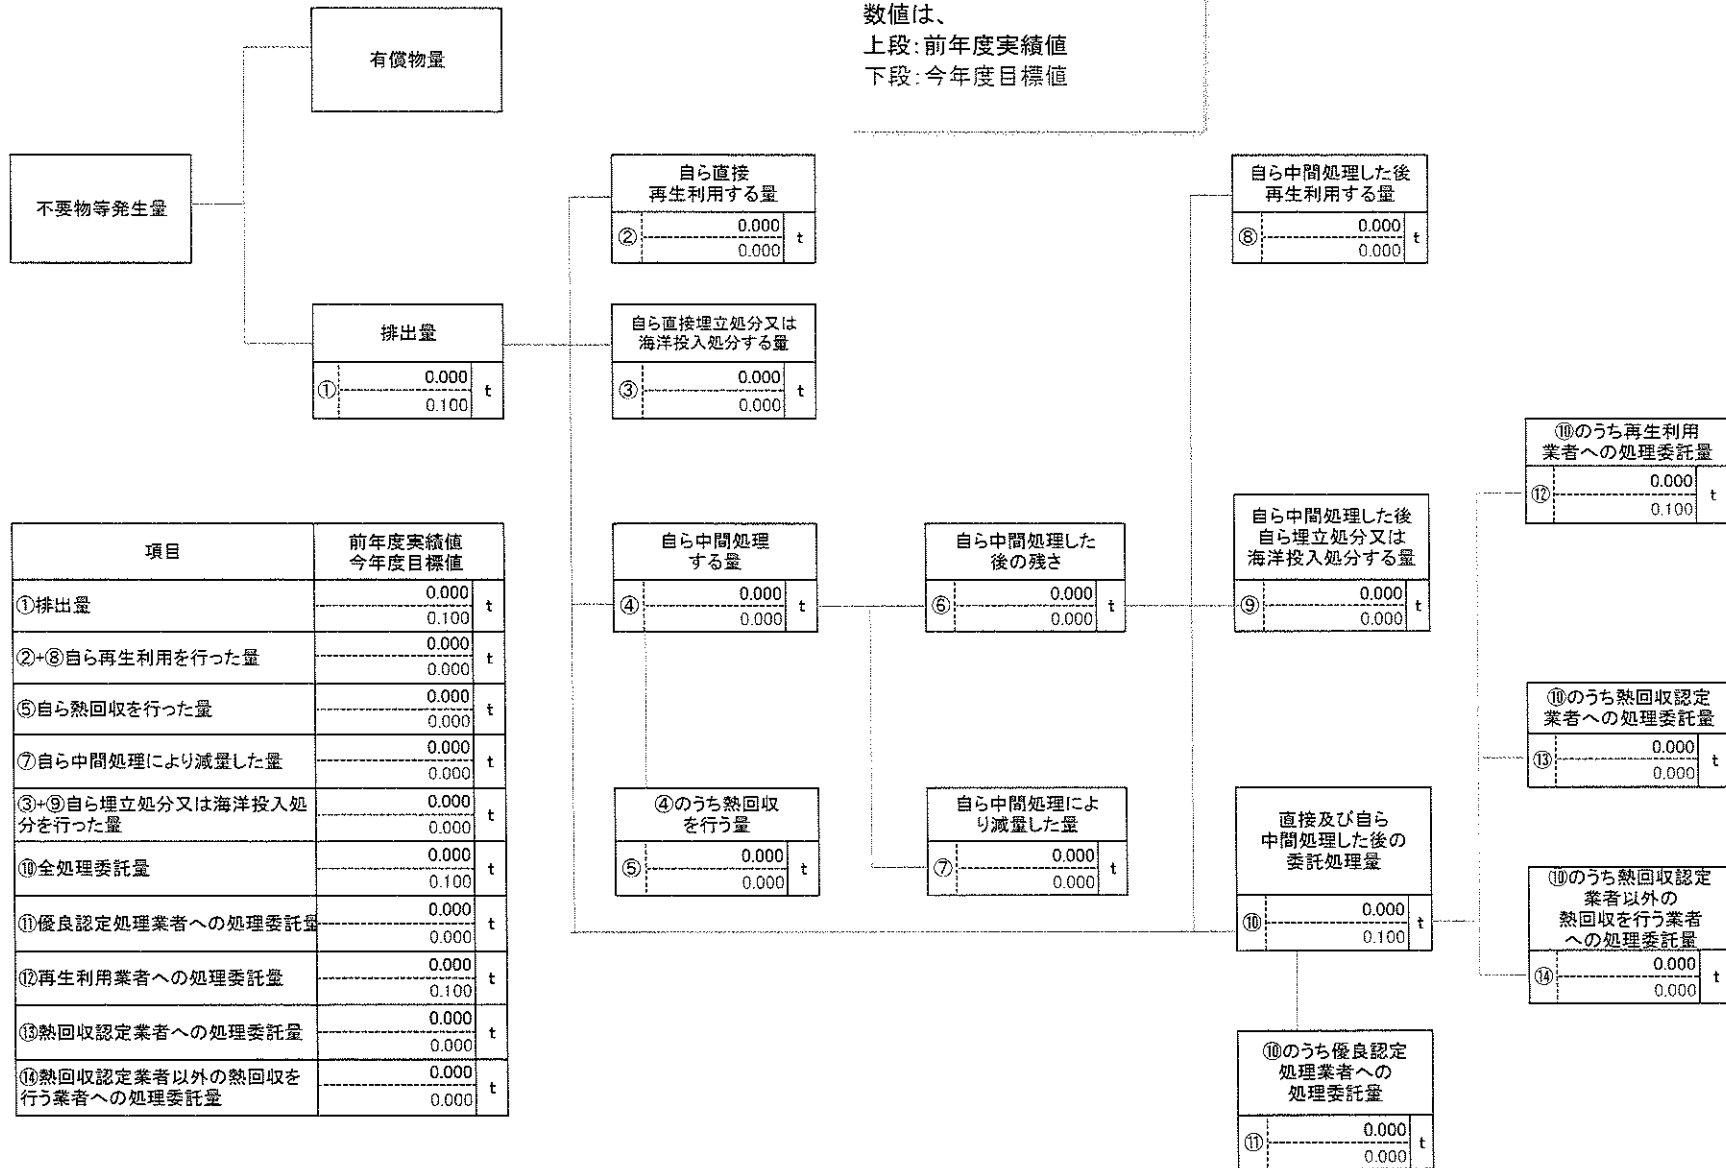 数値は、
上段:前年度実績値
下段:今年度目標値
有償物量
不要物等発生量
排出量
①
0.000
0.100
t
自ら直接
再生利用する量
②
0.000
0.000
t
自ら直接埋立処分又は
海洋投入処分する量
③
0.000
0.000
t
自ら中間処理した後
再生利用する量
⑧
0.000
0.000
t
自ら中間処理
する量
④
0.000
0.000
t
自ら中間処理した
後の残さ
⑥
0.000
0.000
t
自ら中間処理した後
自ら埋立処分又は
海洋投入処分する量
⑨
0.000
0.000
t
④のうち熱回収
を行う量
⑤
0.000
0.000
t
自ら中間処理によ
り減量した量
⑦
0.000
0.000
t
直接及び自ら
中間処理した後の
委託処理量
⑩
0.000
0.100
t
⑩のうち優良認定
処理業者への
処理委託量
⑪
0.000
0.000
t
⑩のうち再生利用
業者への処理委託量
⑫
0.000
0.100
t
⑩のうち熱回収認定
業者への処理委託量
⑬
0.000
0.000
t
⑩のうち熱回収認定
業者以外の
熱回収を行う業者
への処理委託量
⑭
0.000
0.000
t
項目
前年度実績値
今年度目標値
①排出量
0.000
0.100
t
②+⑧自ら再生利用を行った量
0.000
0.000
t
⑤自ら熱回収を行った量
0.000
0.000
t
⑦自ら中間処理により減量した量
0.000
0.000
t
③+⑨自ら埋立処分又は海洋投入処
分を行った量
0.000
0.000
t
⑩全処理委託量
0.000
0.100
t
⑪優良認定処理業者への処理委託量
0.000
0.000
t
⑫再生利用業者への処理委託量
0.000
0.100
t
⑬熱回収認定業者への処理委託量
0.000
0.000
t
⑭熱回収認定業者以外の熱回収を
行う業者への処理委託量
0.000
0.000
t